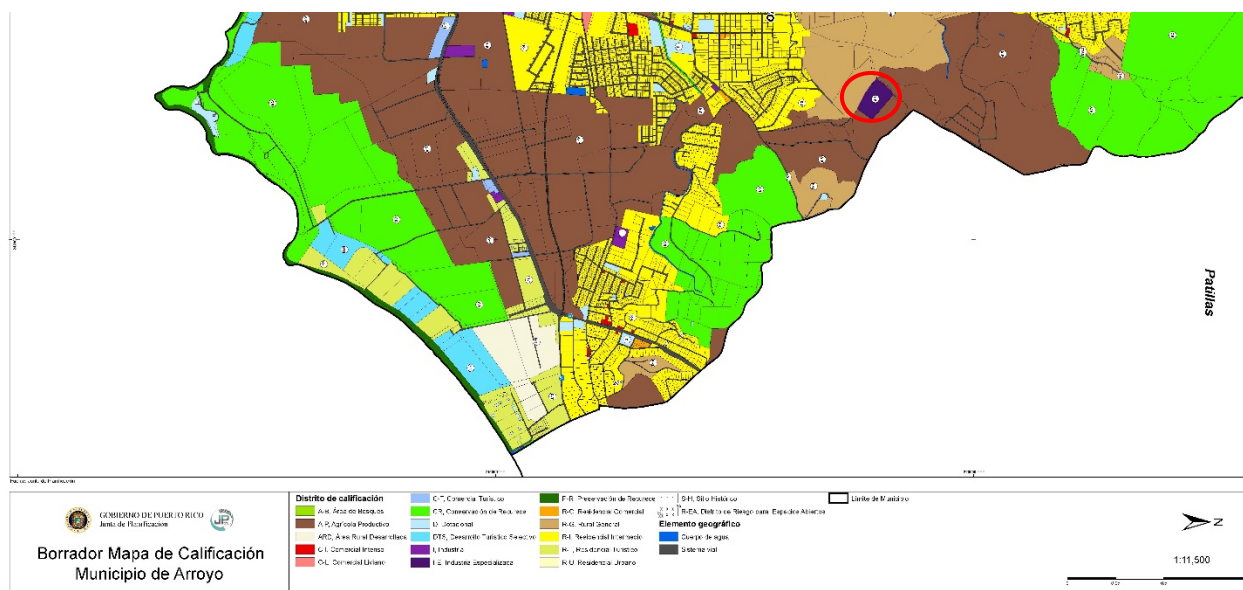 Patillas
GOBIERNO DE PUERTO RICO
Junta de Planificación
JP
Borrador Mapa de Calificación
Municipio de Arroyo
Distrito de calificación
A-B, Área de Bosques
A-P, Agrícola Productivo
ARD, Área Rural Desarrollada
C-I, Comercial Intenso
C-L, Comercial Liviano
C-T, Comercial Turístico
CR, Conservación de Recursos
D, Dotacional
DTS, Desarrollo Turístico Selectivo
I, Industrial
I-E, Industria Especializada
P-R, Preservación de Recursos
R-C, Residencial Comercial
R-G, Rural General
R-I, Residencial Intermedio
R-T, Residencial Turístico
R-U, Residencial Urbano
S-H, Sitio Histórico
R-EA, Distrito de Riesgo para Espacios Abiertos
Elemento geográfico
Cuerpo de agua
Sistema vial
Límite de Municipio
N
1:11,500